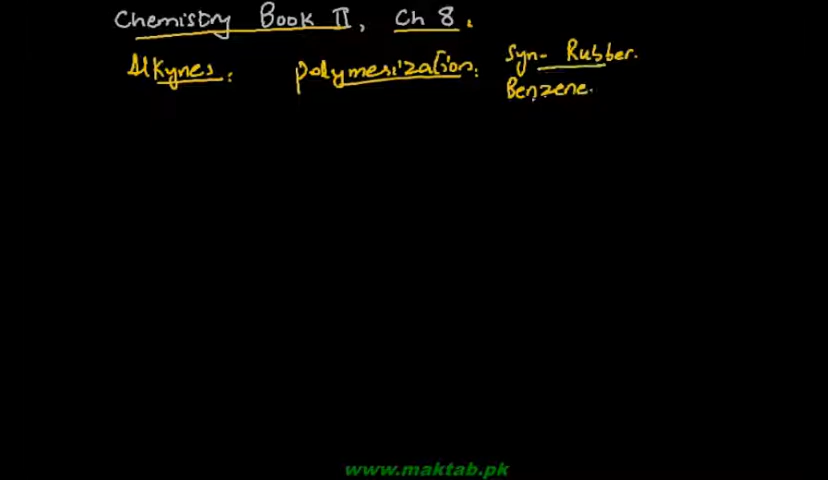 Chemistry Book II, Ch 8.
Alkynes. polymerization. Syn- Rubber.
Benzene.
www.maktab.pk